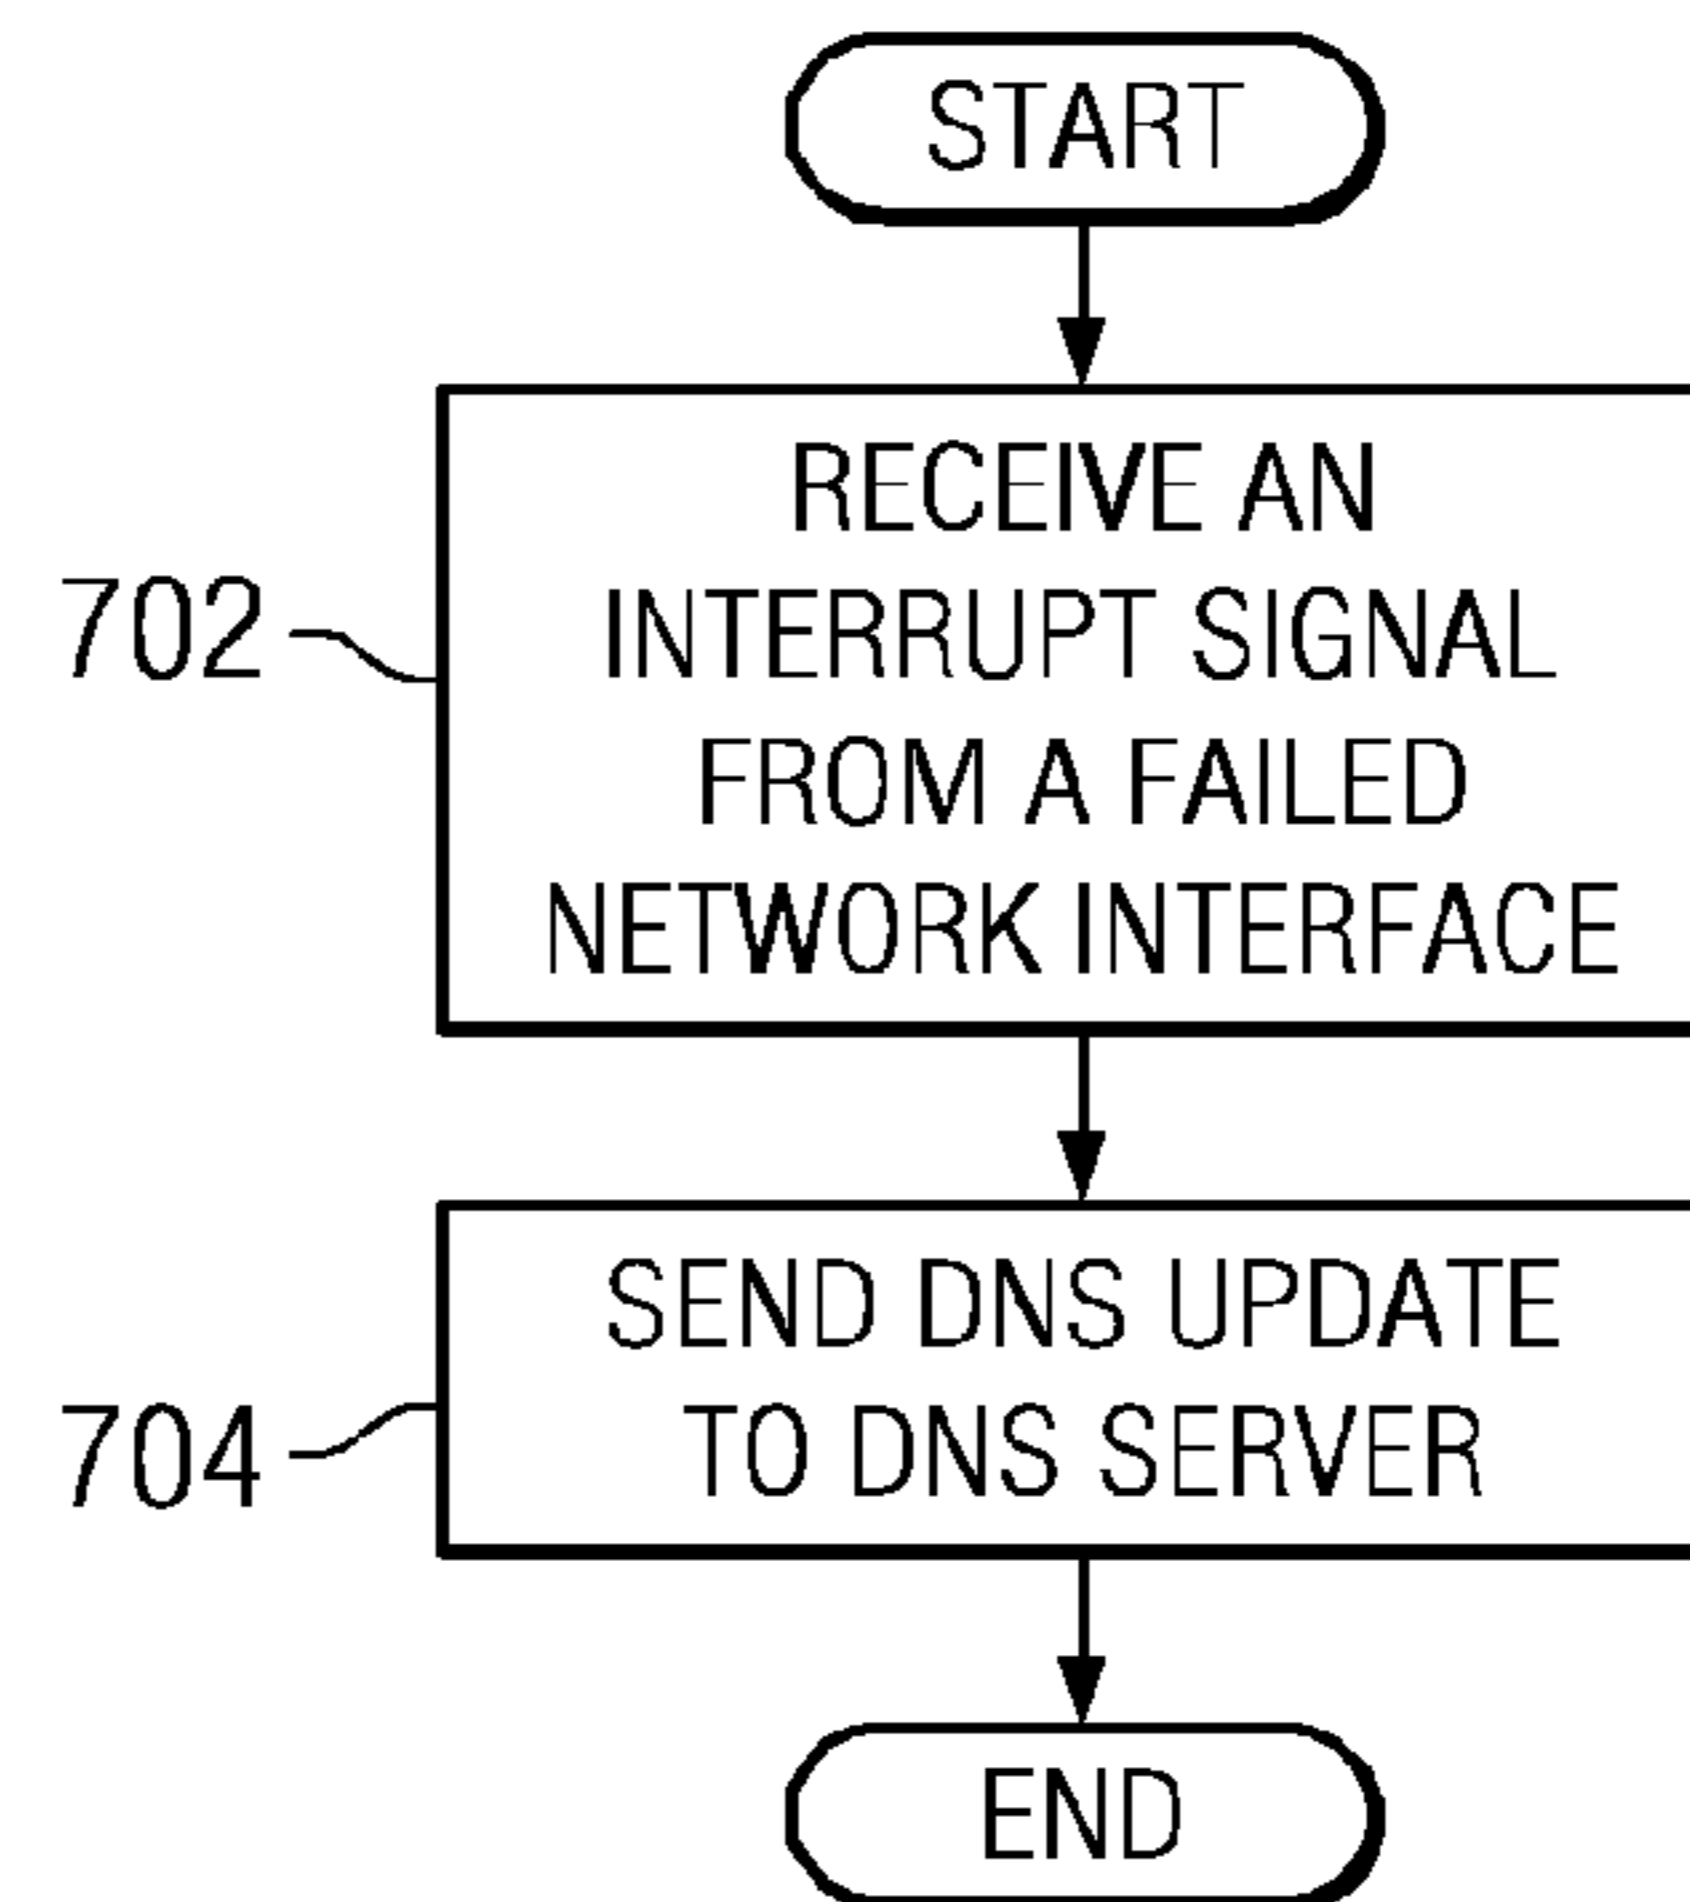 START
RECEIVE AN
INTERRUPT SIGNAL
FROM A FAILED
NETWORK INTERFACE
702
SEND DNS UPDATE
TO DNS SERVER
704
END